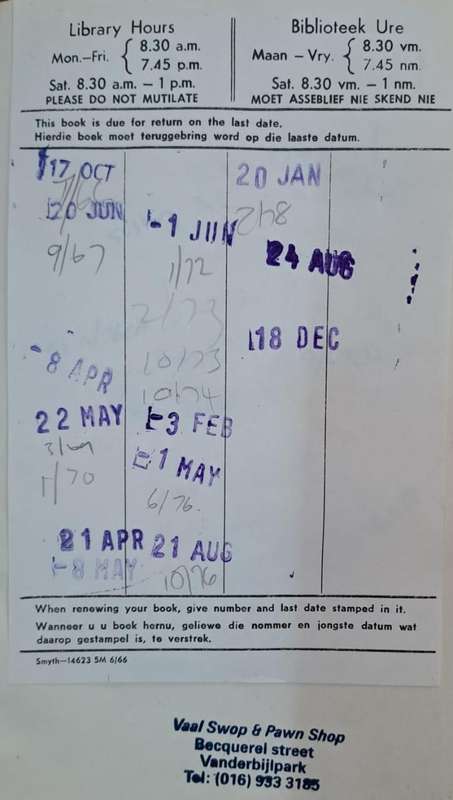 Library Hours
Mon.–Fri. { 8.30 a.m.
7.45 p.m.
Sat. 8.30 a.m. – 1 p.m.
PLEASE DO NOT MUTILATE
Biblioteek Ure
Maan – Vry. { 8.30 vm.
7.45 nm.
Sat. 8.30 vm. – 1 nm.
MOET ASSEBLIEF NIE SKEND NIE
This book is due for return on the last date.
Hierdie boek moet teruggebring word op die laaste datum.
17 OCT
20 JUN
9/67
-8 APR
22 MAY
3/69
1/70
21 APR
-8 MAY
-1 JUN
1/72
2/73
10/73
10/74
-3 FEB
-1 MAY
6/76.
21 AUG
10/76
20 JAN
2/78
24 AUG
18 DEC
When renewing your book, give number and last date stamped in it.
Wanneer u u boek hernu, geliewe die nommer en jongste datum wat
daarop gestampel is, te verstrek.
Smyth—14623 5M 6/66
Vaal Swop & Pawn Shop
Becquerel street
Vanderbijlpark
Tel: (016) 933 3185